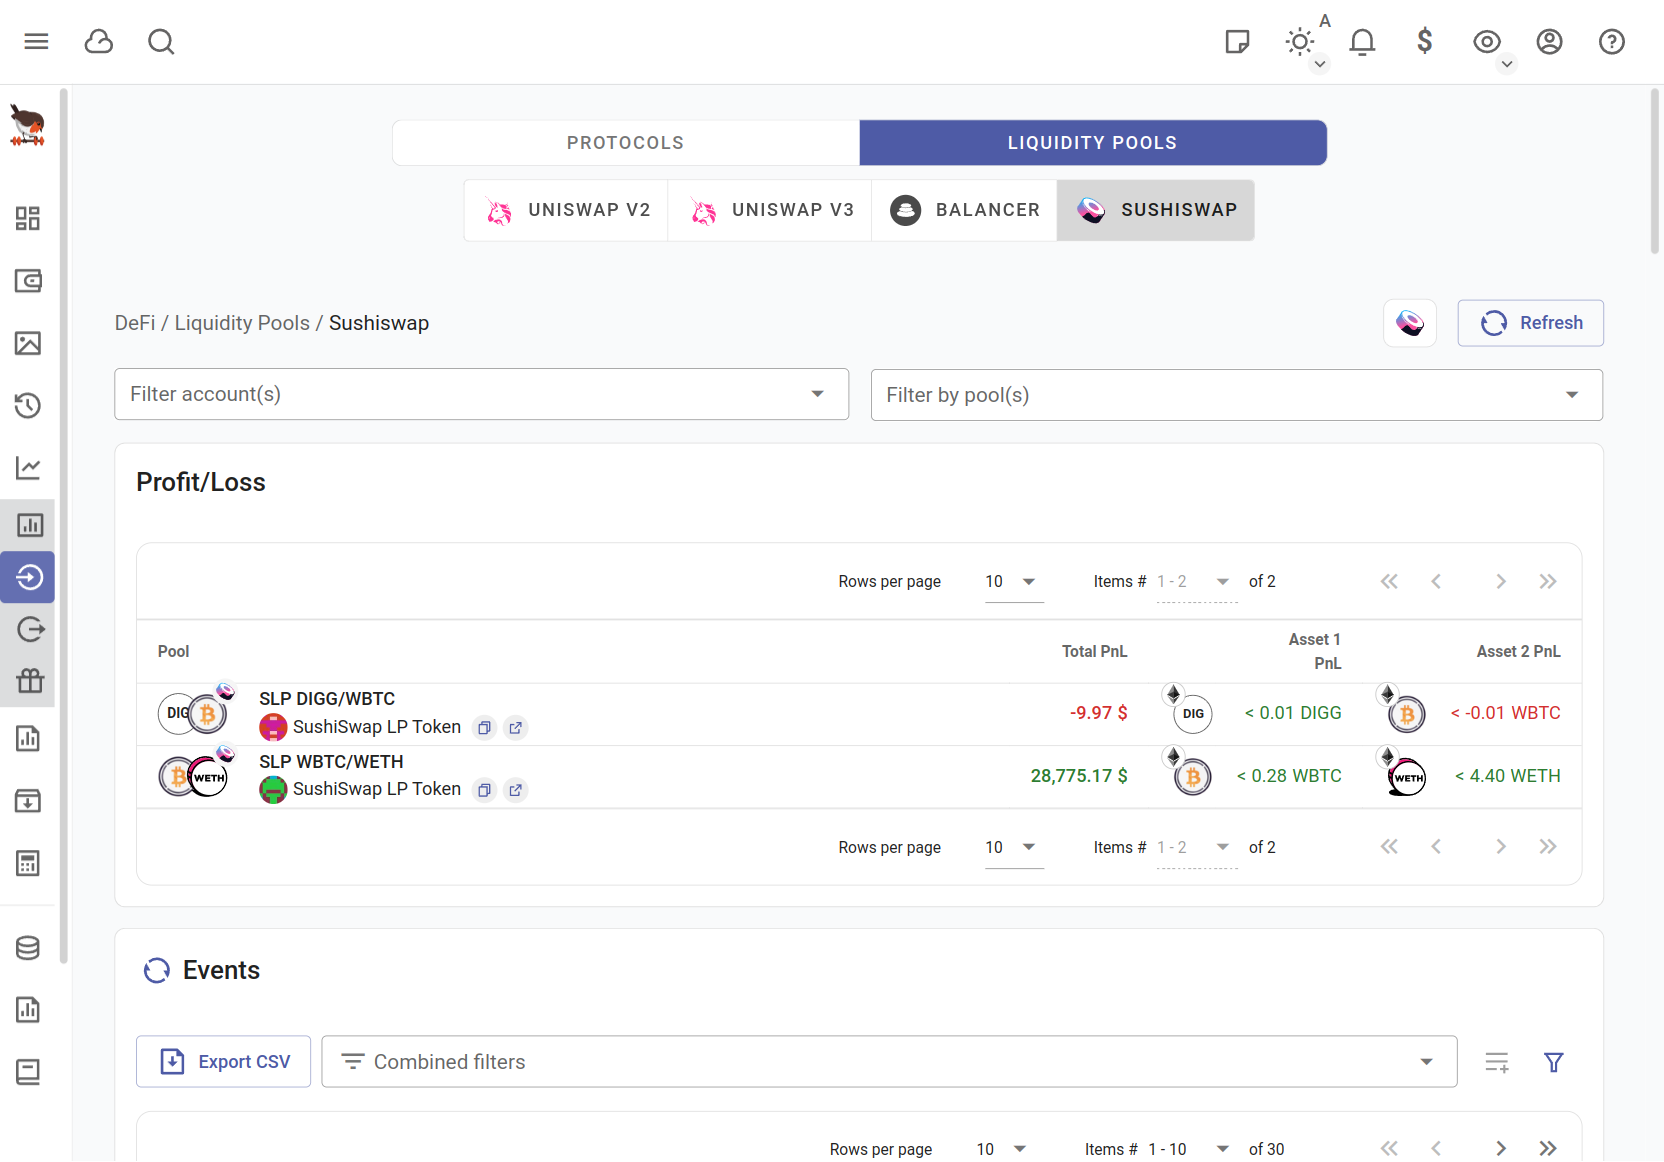 A
PROTOCOLS
LIQUIDITY POOLS
UNISWAP V2
UNISWAP V3
BALANCER
SUSHISWAP
DeFi / Liquidity Pools / Sushiswap
Refresh
Filter account(s)
Filter by pool(s)
Profit/Loss
Rows per page 10 Items # 1 - 2 of 2
Pool Total PnL Asset 1 PnL Asset 2 PnL
DIG SLP DIGG/WBTC
SushiSwap LP Token
-9.97 $ DIG < 0.01 DIGG < -0.01 WBTC
WETH SLP WBTC/WETH
SushiSwap LP Token
28,775.17 $ < 0.28 WBTC WETH < 4.40 WETH
Rows per page 10 Items # 1 - 2 of 2
Events
Export CSV
Combined filters
Rows per page 10 Items # 1 - 10 of 30